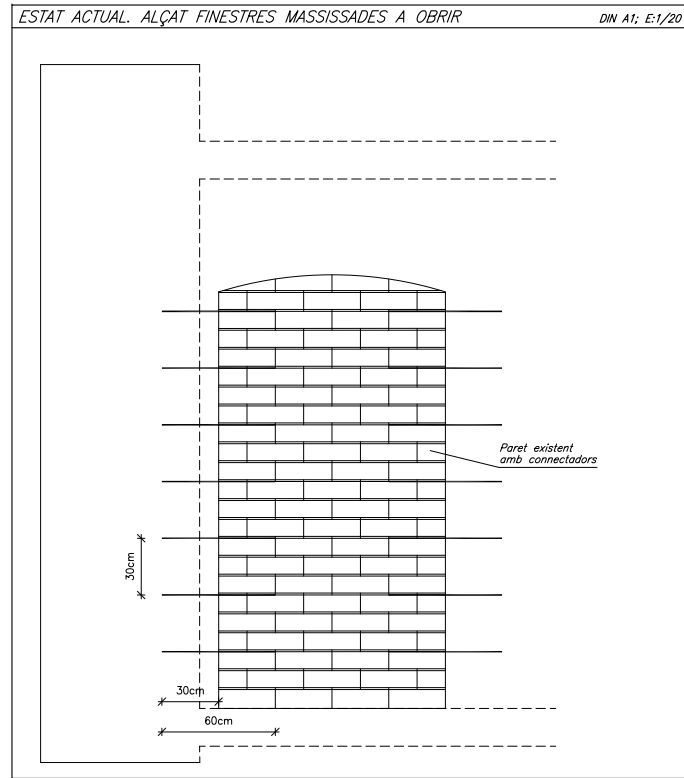 ESTAT ACTUAL. ALÇAT FINESTRES MASSISSADES A OBRIR
DIN A1; E:1/20
Paret existent
amb connectadors
30cm
30cm
60cm